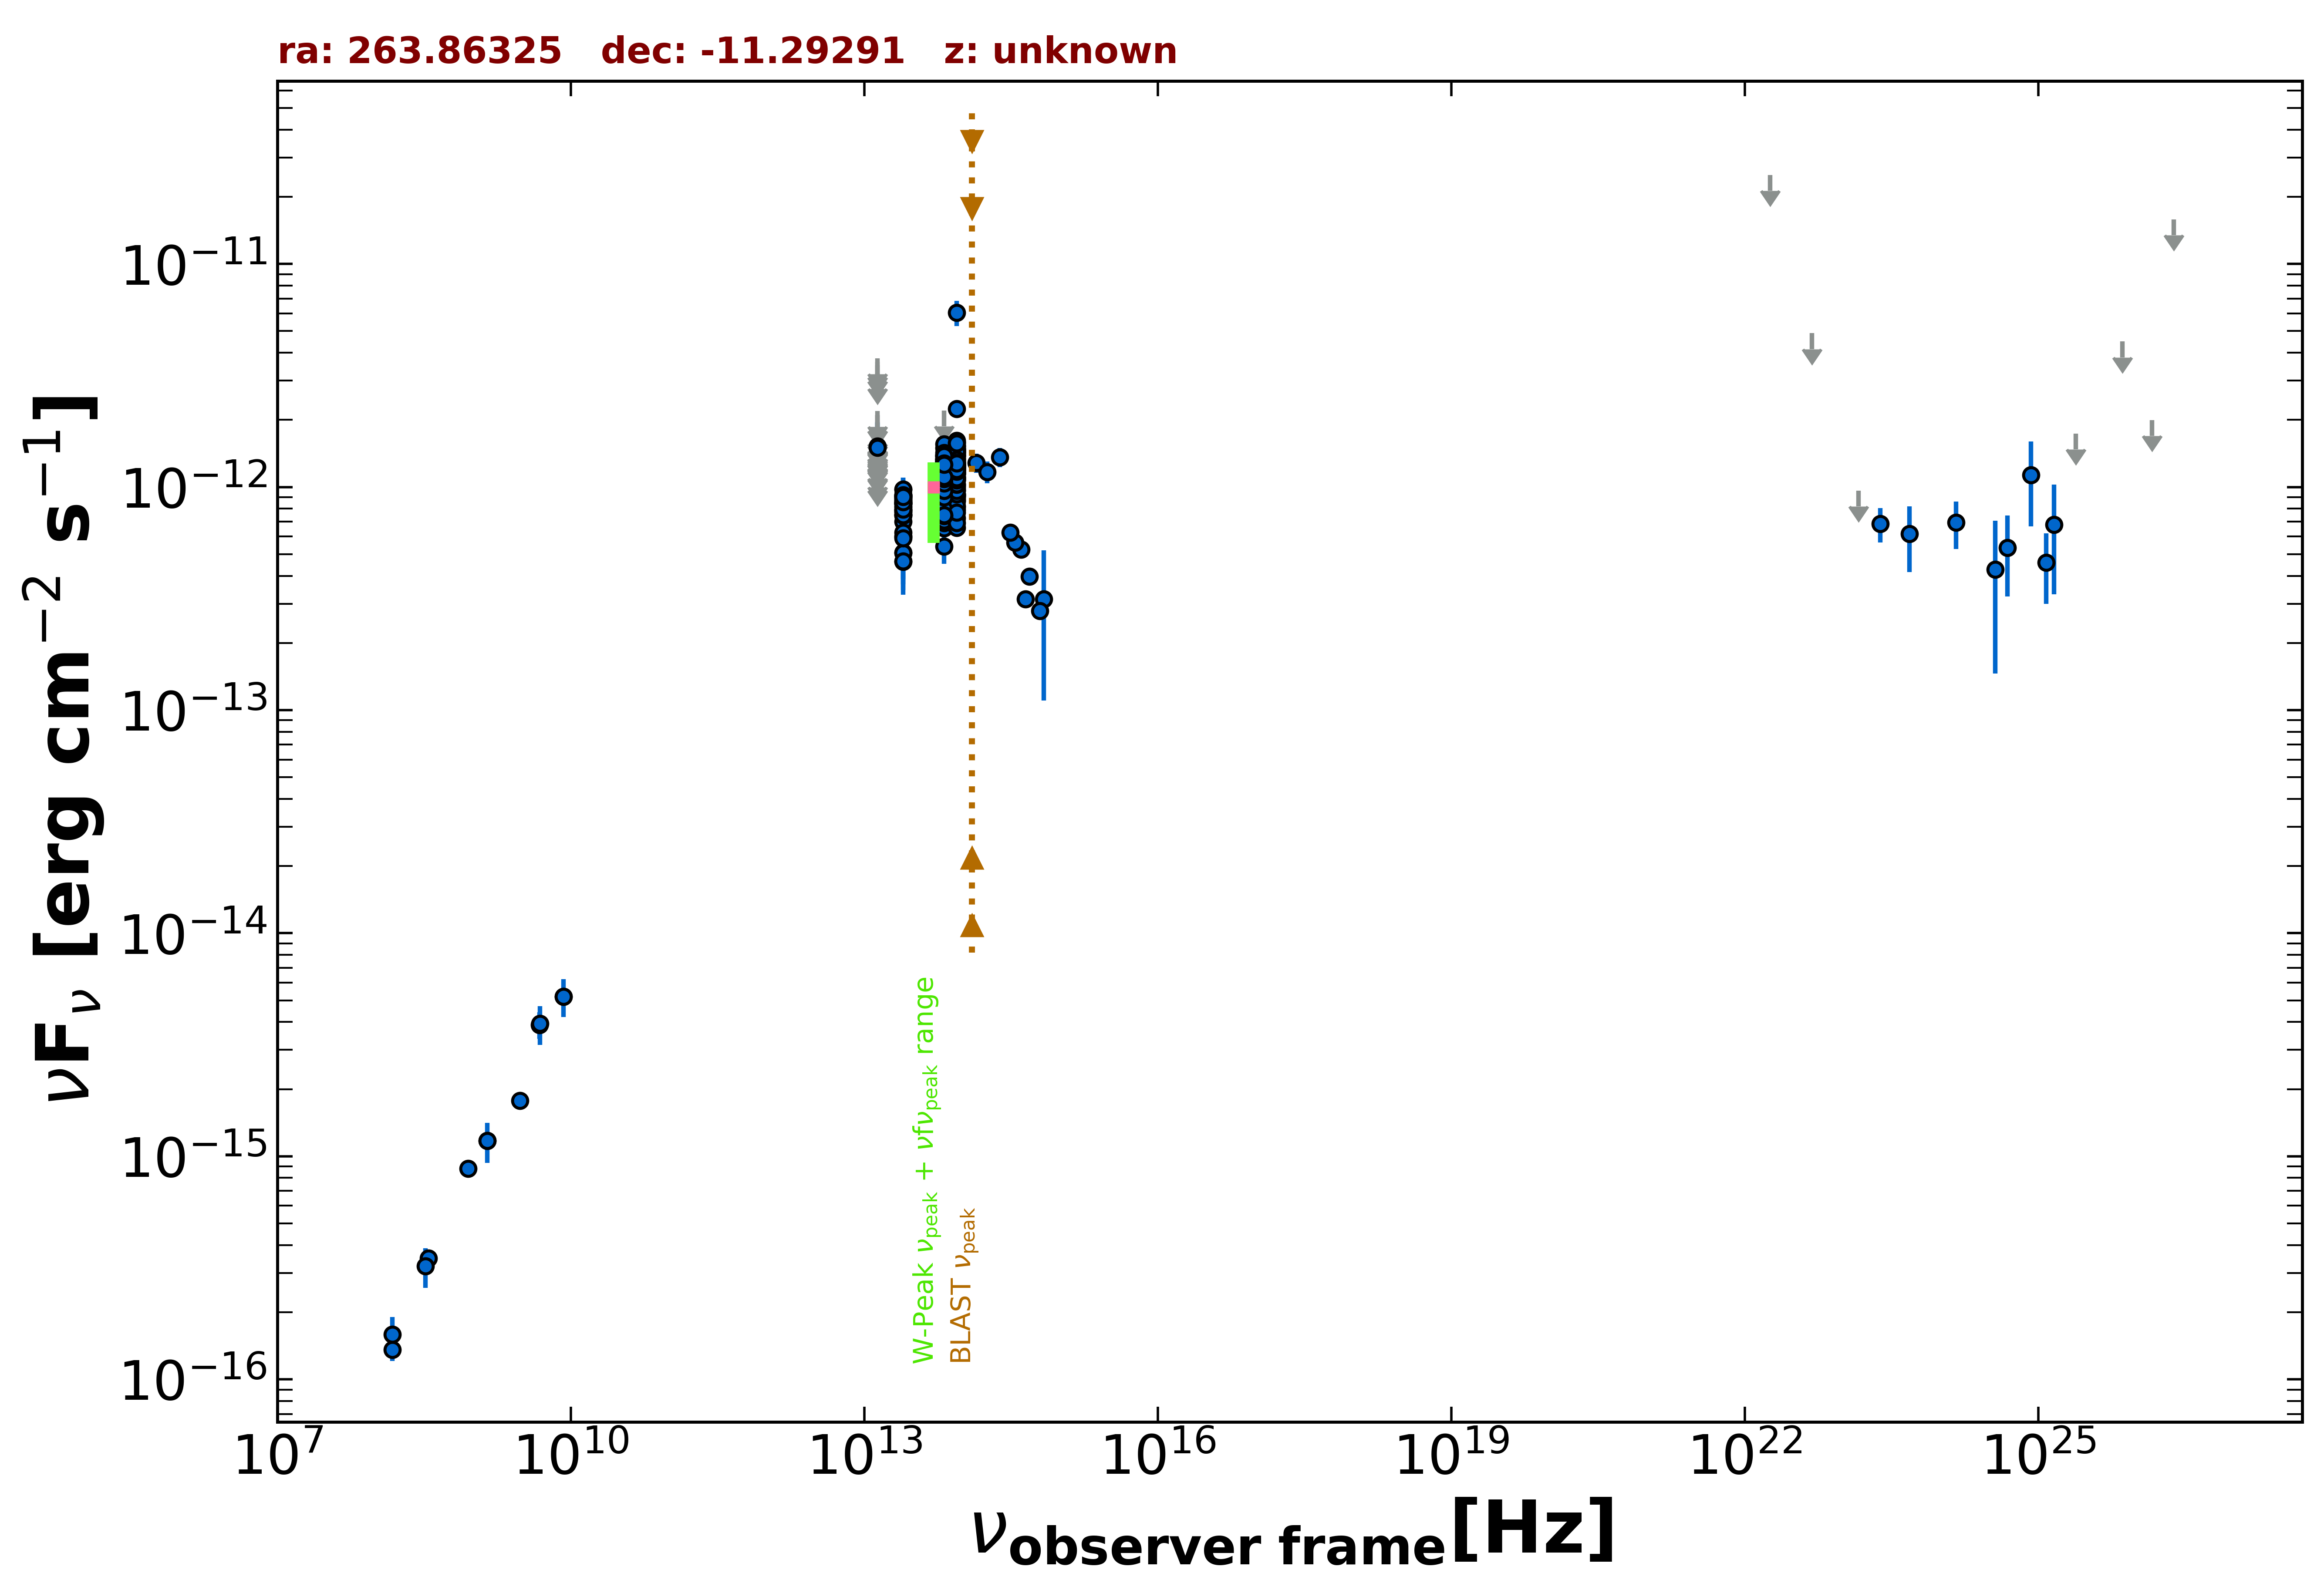 ra: 263.86325 dec: -11.29291 z: unknown
10⁻¹¹
10⁻¹²
10⁻¹³
10⁻¹⁴
10⁻¹⁵
10⁻¹⁶
νFν [erg cm⁻² s⁻¹]
W-Peak νpeak + νfνpeak range
BLAST νpeak
10⁷ 10¹⁰ 10¹³ 10¹⁶ 10¹⁹ 10²² 10²⁵
νobserver frame[Hz]